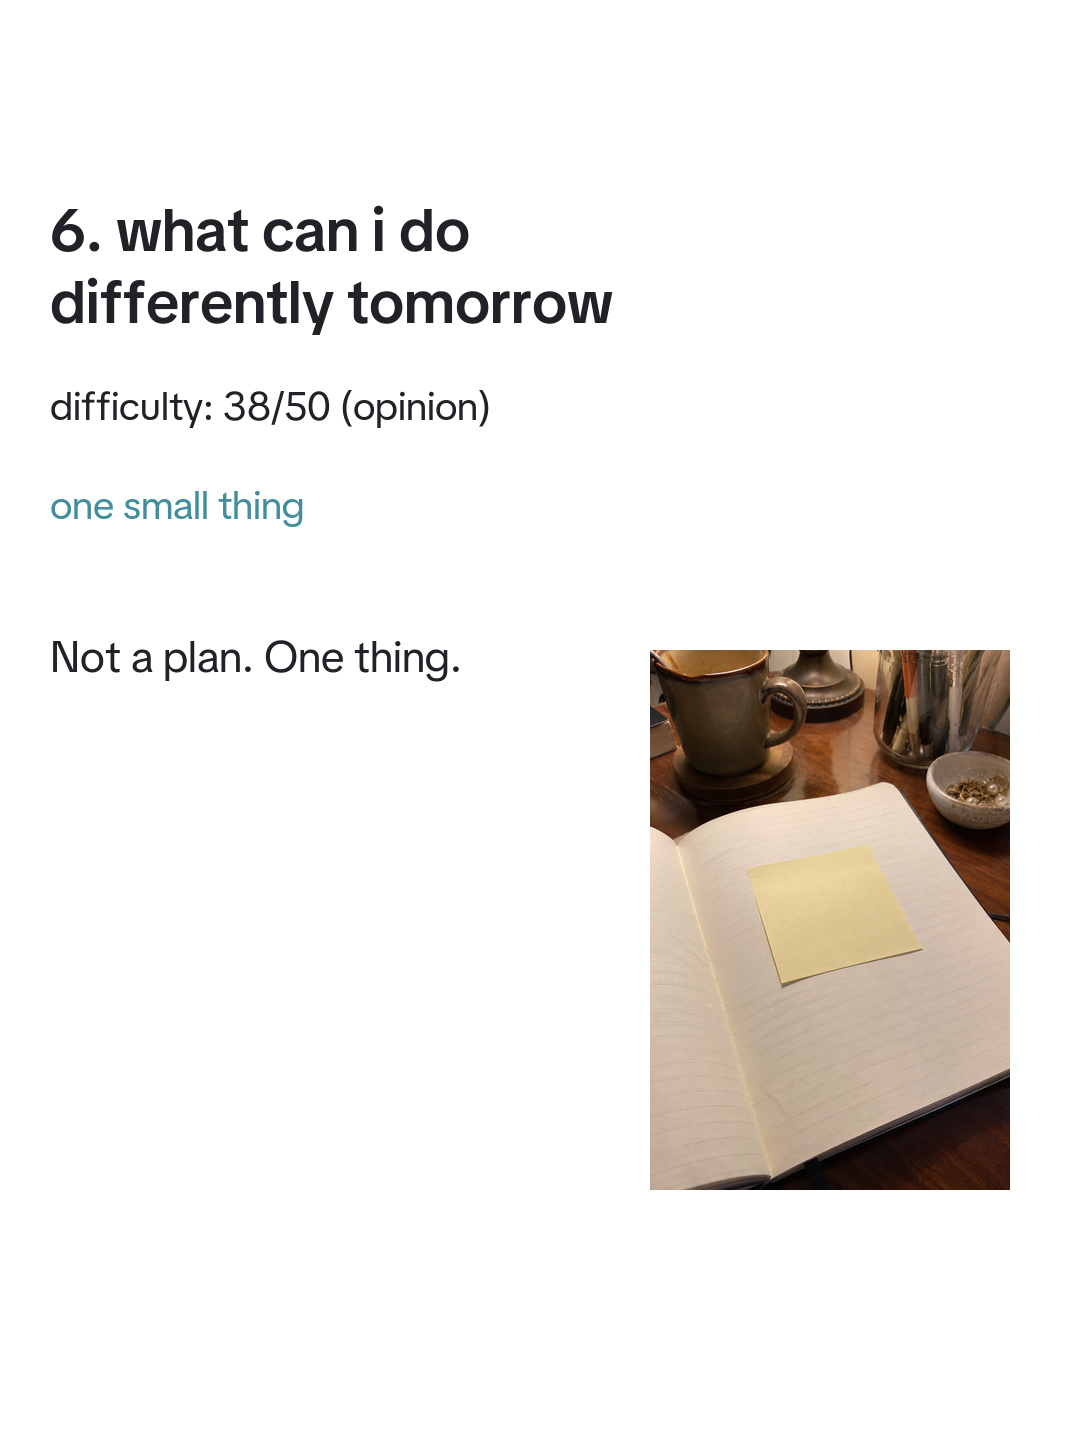 6. what can i do
differently tomorrow
difficulty: 38/50 (opinion)
one small thing
Not a plan. One thing.